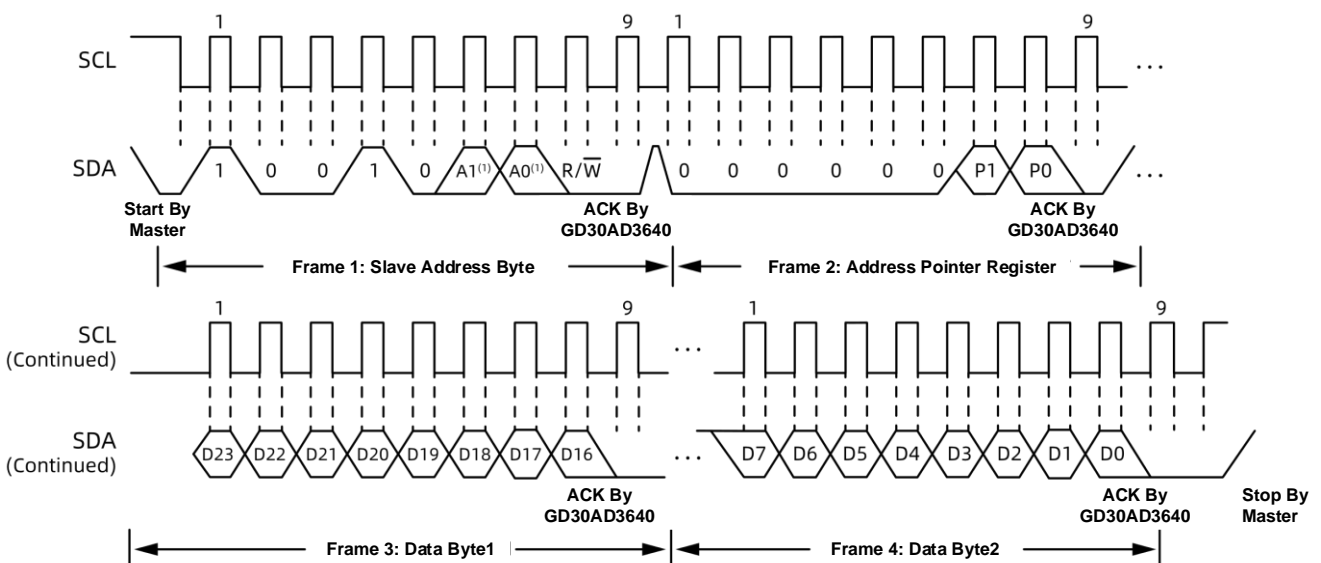 1 9 1 9
SCL ...
SDA 1 0 0 1 0 A1(1) A0(1) R/W̅ 0 0 0 0 0 0 P1 P0 ...
Start By
Master
ACK By
GD30AD3640
ACK By
GD30AD3640
Frame 1: Slave Address Byte
Frame 2: Address Pointer Register
1 9 1 9
SCL
(Continued)
...
SDA
(Continued)
D23 D22 D21 D20 D19 D18 D17 D16 ... D7 D6 D5 D4 D3 D2 D1 D0
ACK By
GD30AD3640
ACK By
GD30AD3640
Stop By
Master
Frame 3: Data Byte1
Frame 4: Data Byte2